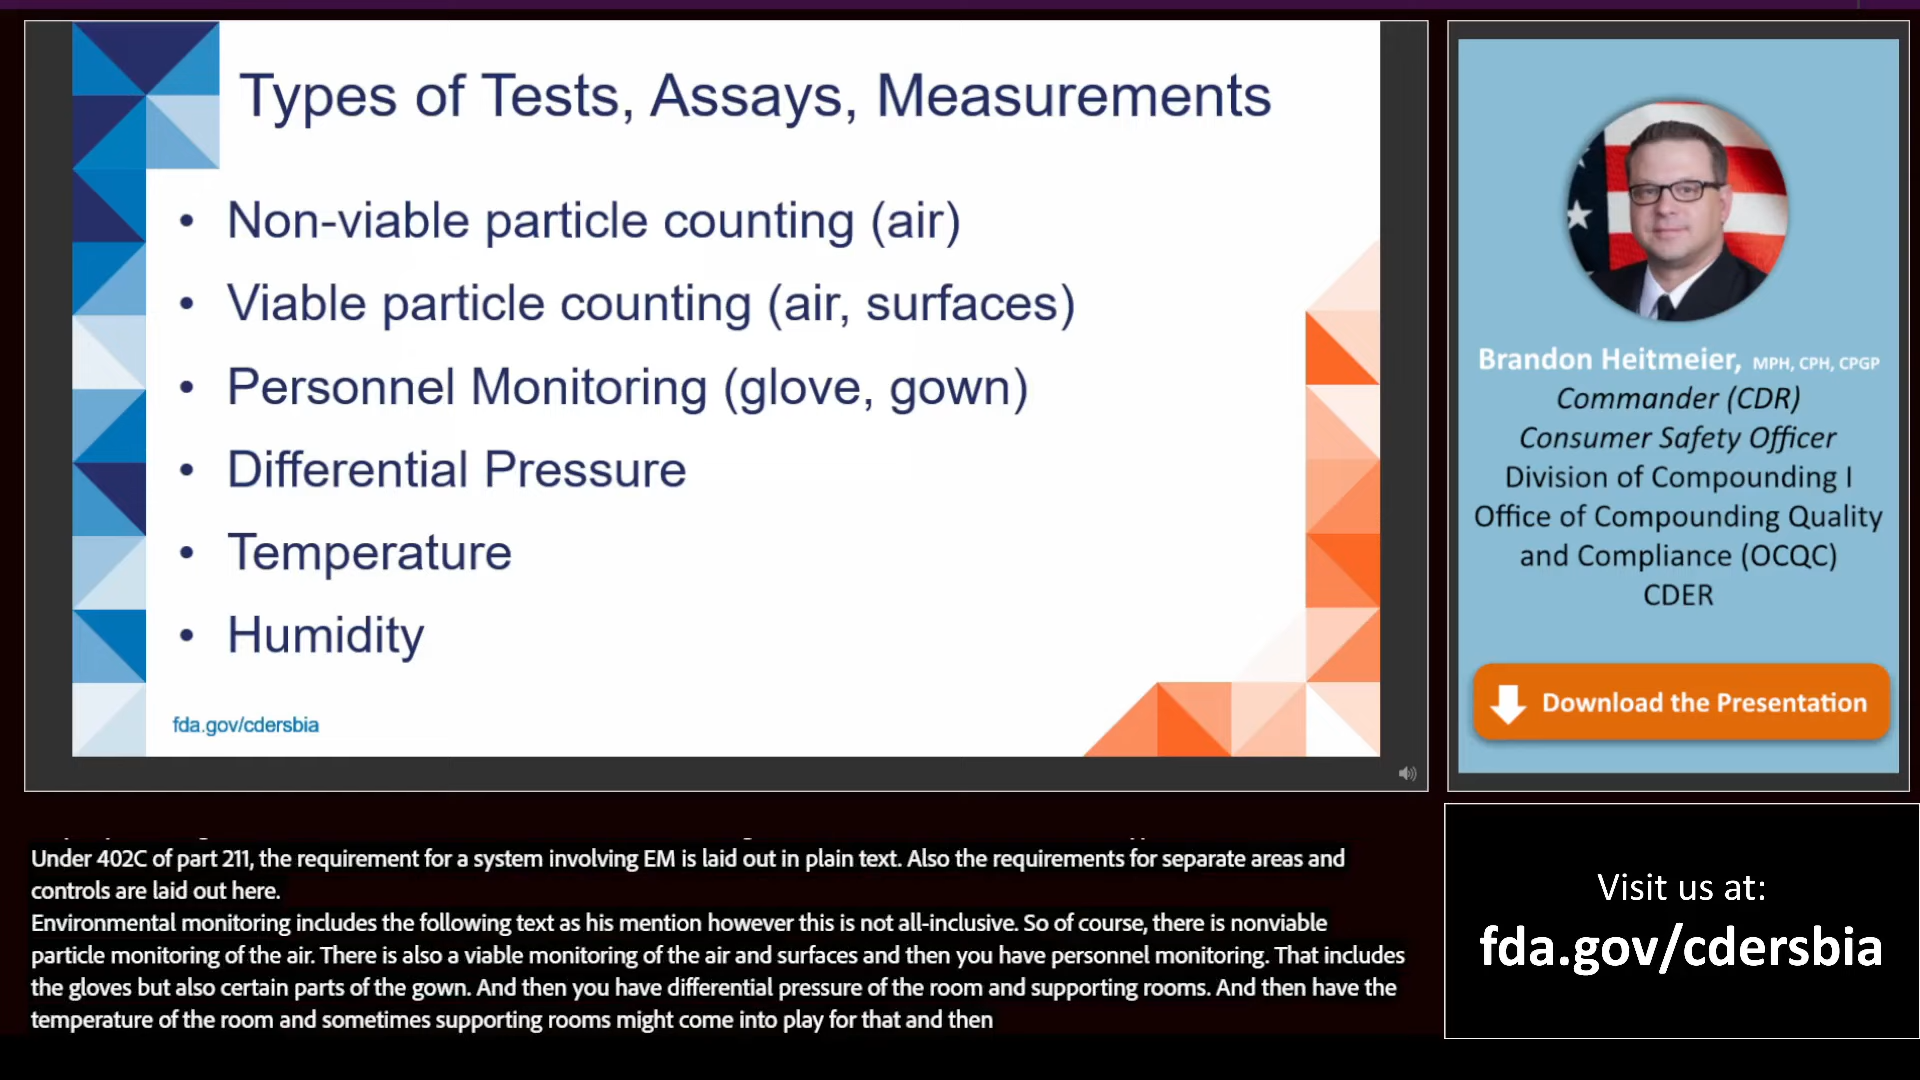 Types of Tests, Assays, Measurements
• Non-viable particle counting (air)
• Viable particle counting (air, surfaces)
• Personnel Monitoring (glove, gown)
• Differential Pressure
• Temperature
• Humidity
fda.gov/cdersbia
Brandon Heitmeier, MPH, CPH, CPGP
Commander (CDR)
Consumer Safety Officer
Division of Compounding I
Office of Compounding Quality
and Compliance (OCQC)
CDER
Download the Presentation
Under 402C of part 211, the requirement for a system involving EM is laid out in plain text. Also the requirements for separate areas and
controls are laid out here.
Environmental monitoring includes the following text as his mention however this is not all-inclusive. So of course, there is nonviable
particle monitoring of the air. There is also a viable monitoring of the air and surfaces and then you have personnel monitoring. That includes
the gloves but also certain parts of the gown. And then you have differential pressure of the room and supporting rooms. And then have the
temperature of the room and sometimes supporting rooms might come into play for that and then
Visit us at:
fda.gov/cdersbia